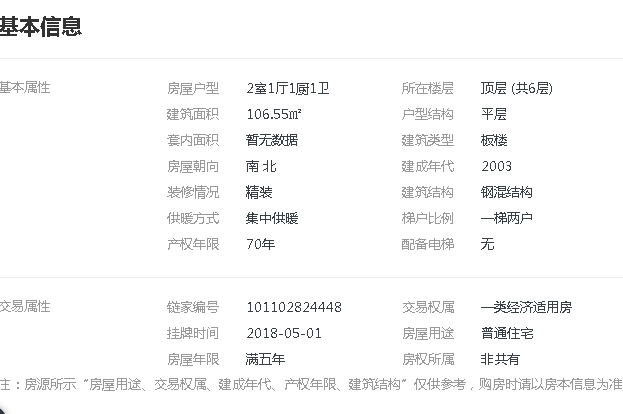 基本信息
基本属性 房屋户型 2室1厅1厨1卫 所在楼层 顶层 (共6层)
建筑面积 106.55㎡ 户型结构 平层
套内面积 暂无数据 建筑类型 板楼
房屋朝向 南 北 建成年代 2003
装修情况 精装 建筑结构 钢混结构
供暖方式 集中供暖 梯户比例 一梯两户
产权年限 70年 配备电梯 无
交易属性 链家编号 101102824448 交易权属 一类经济适用房
挂牌时间 2018-05-01 房屋用途 普通住宅
房屋年限 满五年 房权所属 非共有
注：房源所示“房屋用途、交易权属、建成年代、产权年限、建筑结构”仅供参考，购房时请以房本信息为准